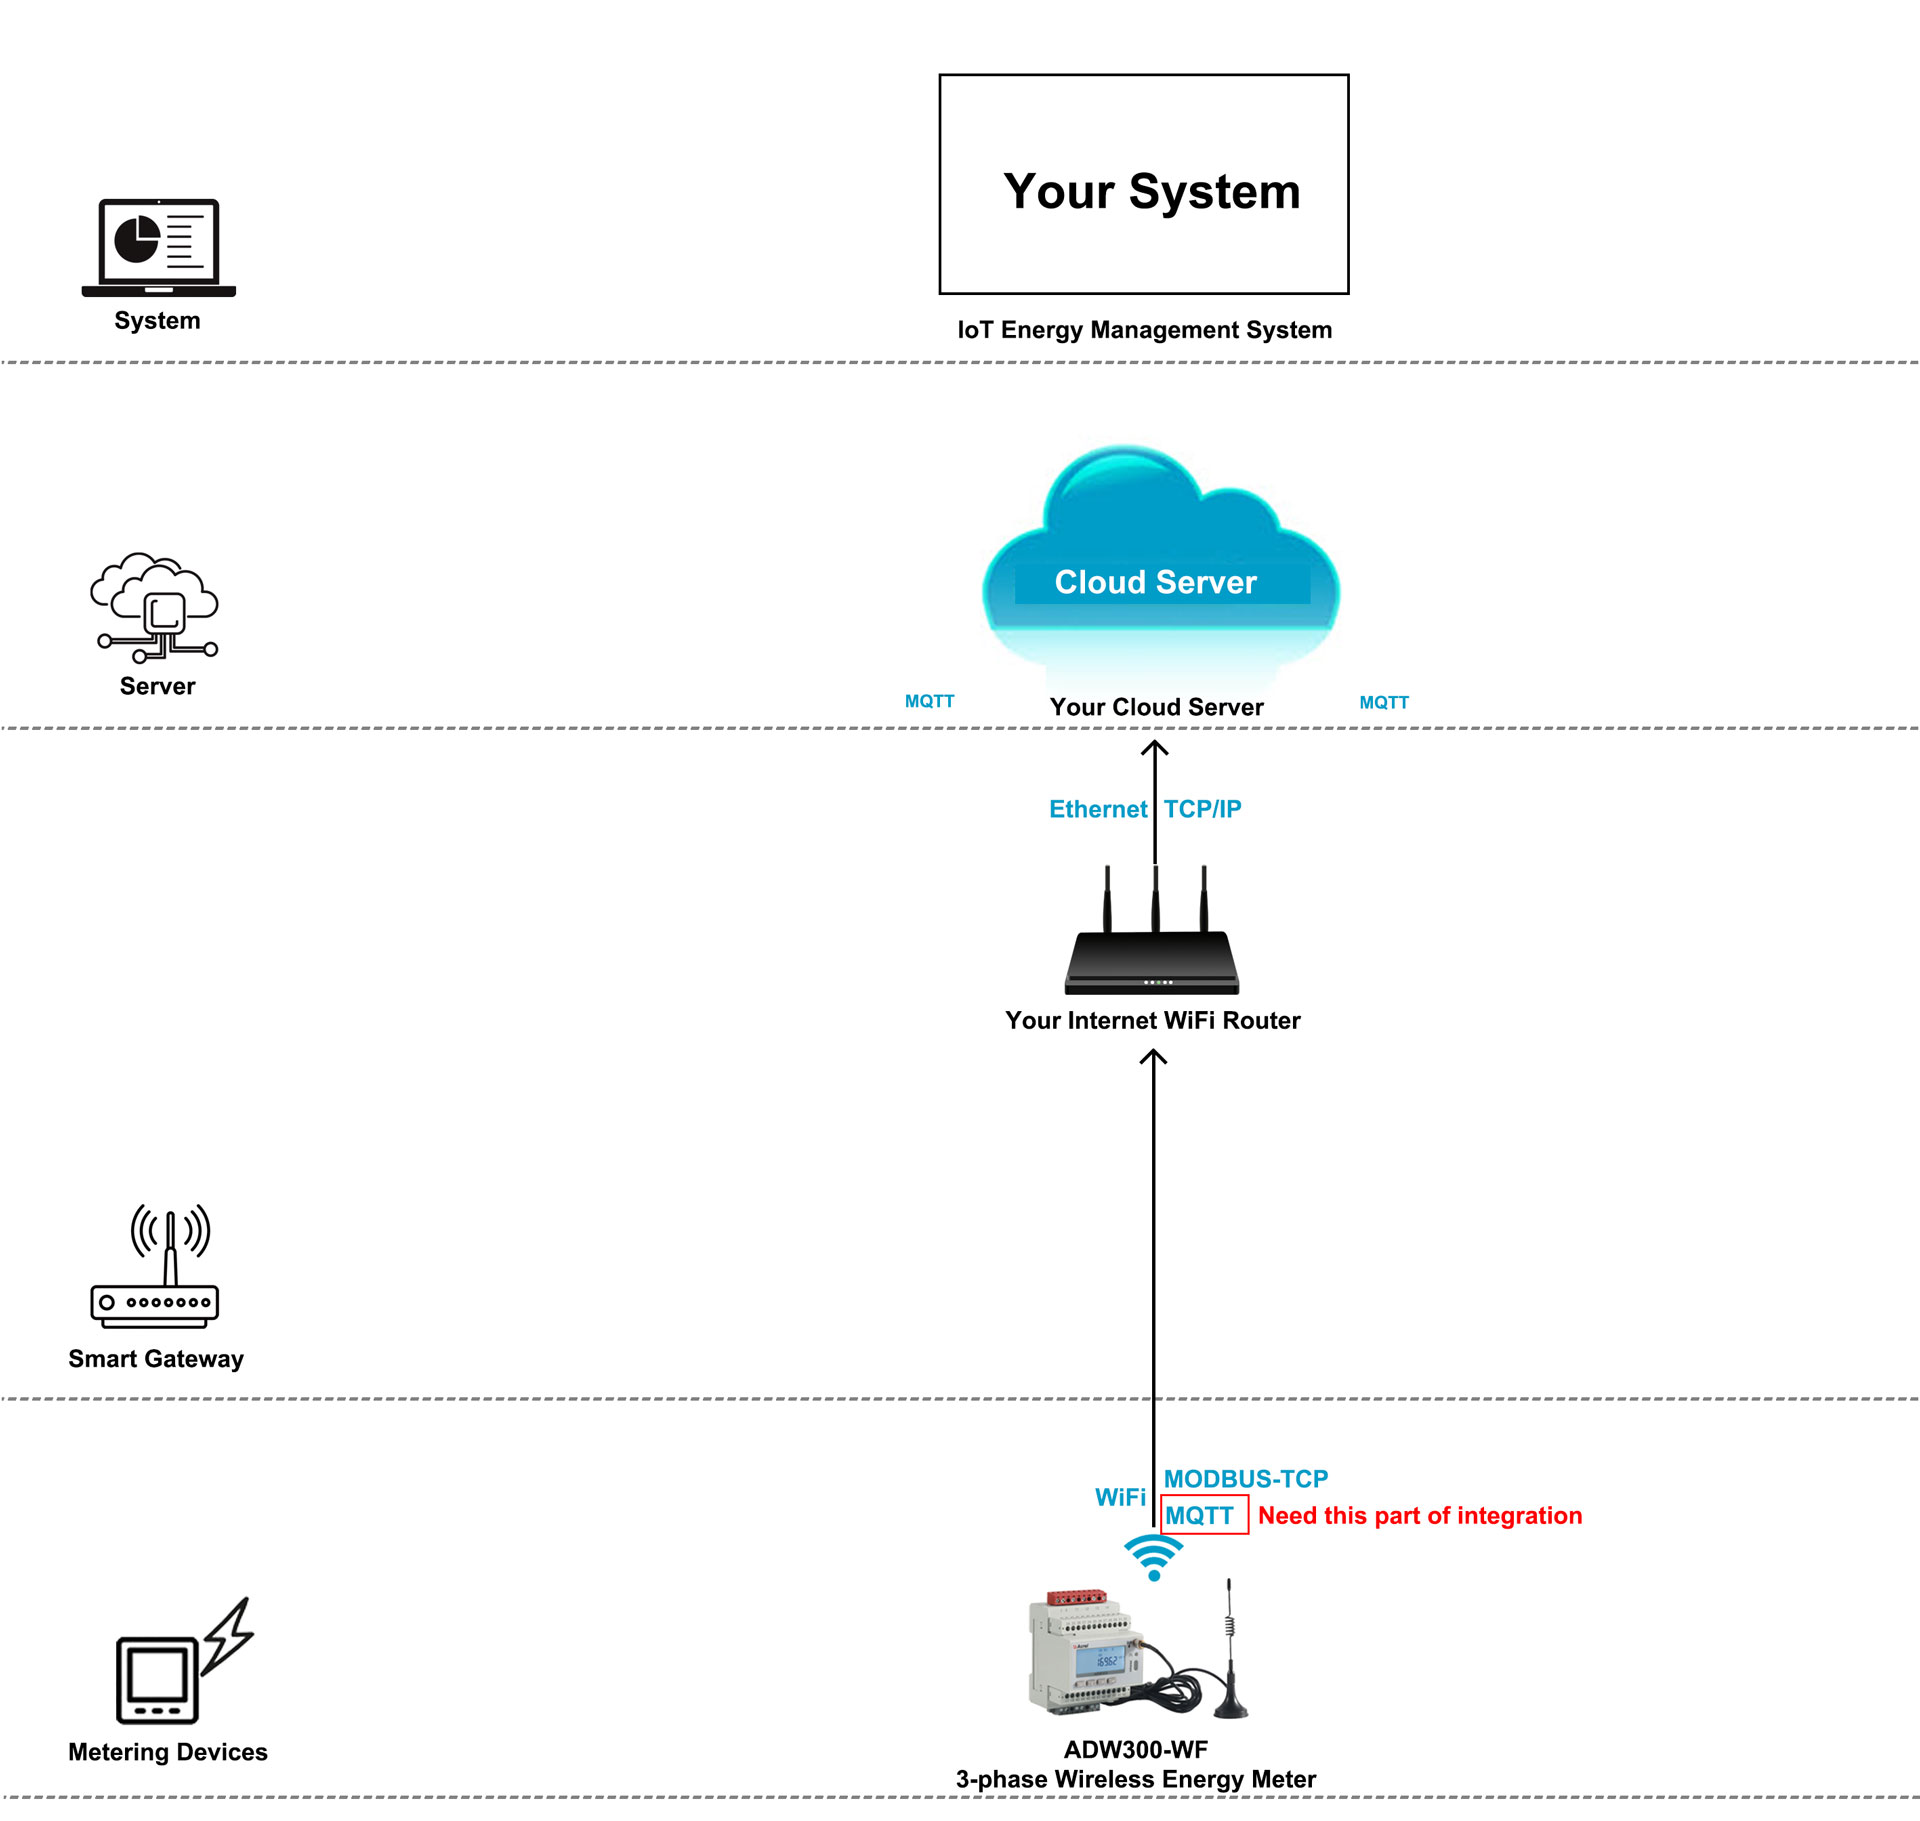 Your System
System
IoT Energy Management System
Cloud Server
Server
MQTT
Your Cloud Server
MQTT
Ethernet TCP/IP
Your Internet WiFi Router
Smart Gateway
MODBUS-TCP
WiFi
MQTT Need this part of integration
Acrel
16962
Metering Devices
ADW300-WF
3-phase Wireless Energy Meter